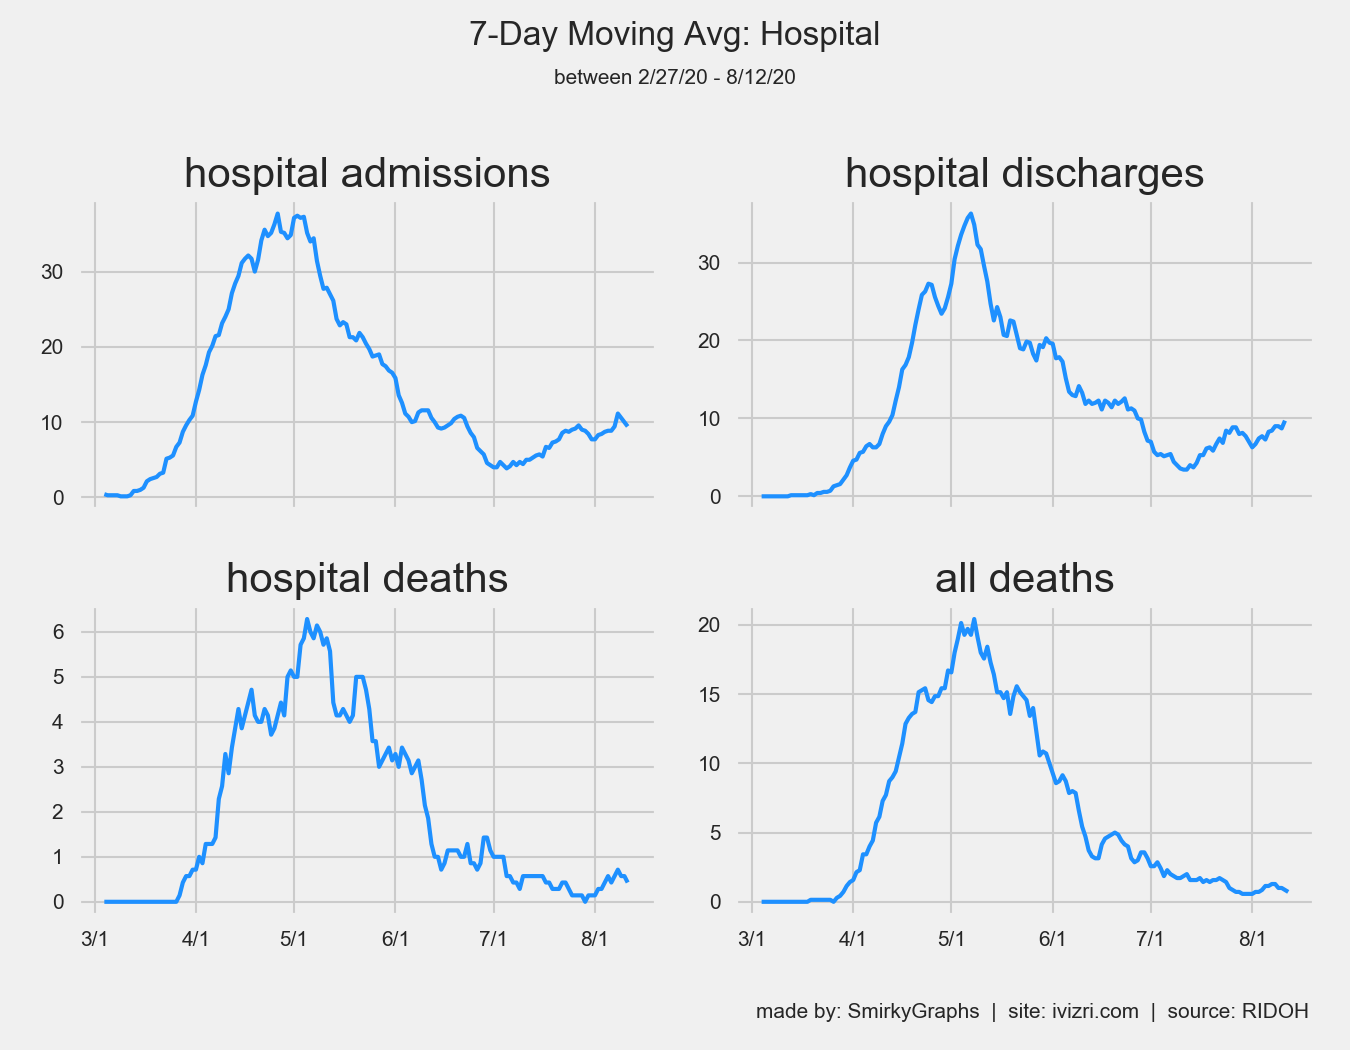 7-Day Moving Avg: Hospital
between 2/27/20 - 8/12/20
hospital admissions
30
20
10
0
hospital discharges
30
20
10
0
hospital deaths
6
5
4
3
2
1
0
3/1 4/1 5/1 6/1 7/1 8/1
all deaths
20
15
10
5
0
3/1 4/1 5/1 6/1 7/1 8/1
made by: SmirkyGraphs | site: ivizri.com | source: RIDOH